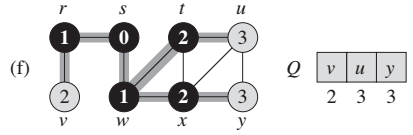 r s t u
1 0 2 3
(f) Q v u y
2 1 2 3 2 3 3
v w x y